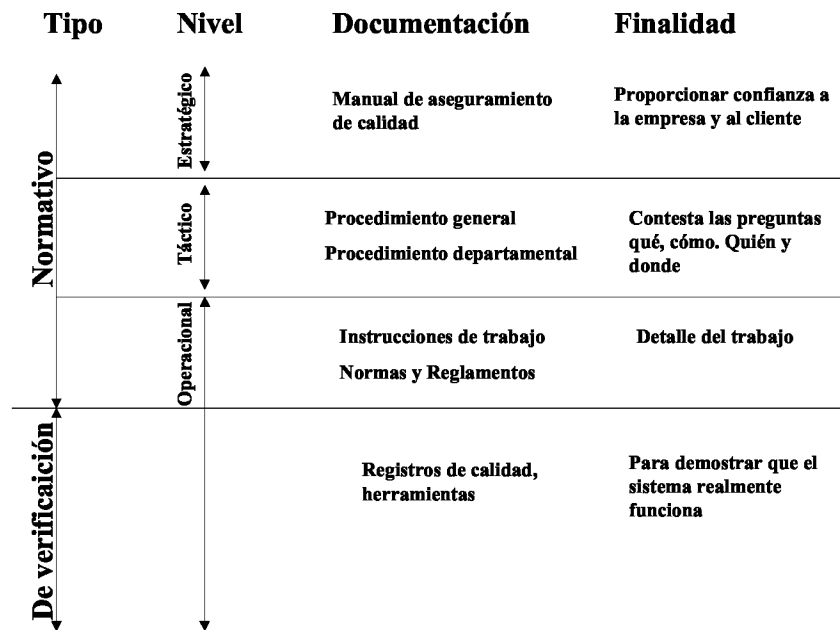 Tipo Nivel Documentación Finalidad
Normativo
Estratégico
Manual de aseguramiento
de calidad
Proporcionar confianza a
la empresa y al cliente
Táctico
Procedimiento general
Procedimiento departamental
Contesta las preguntas
qué, cómo. Quién y
donde
Operacional
Instrucciones de trabajo
Normas y Reglamentos
Detalle del trabajo
De verificaición
Registros de calidad,
herramientas
Para demostrar que el
sistema realmente
funciona